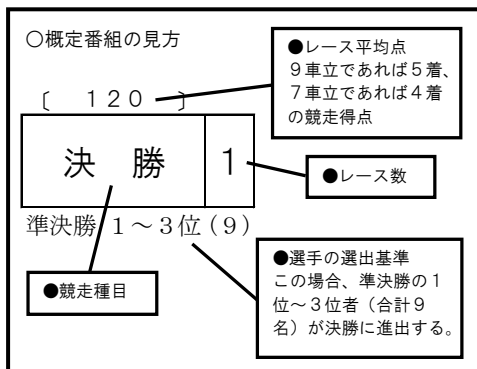 ○概定番組の見方
●レース平均点
９車立であれば５着、
７車立であれば４着
の競走得点
〔　１２０　〕
決　勝
1
●レース数
準決勝 １～３位（９）
●競走種目
●選手の選出基準
この場合、準決勝の１
位～３位者（合計９
名）が決勝に進出する。